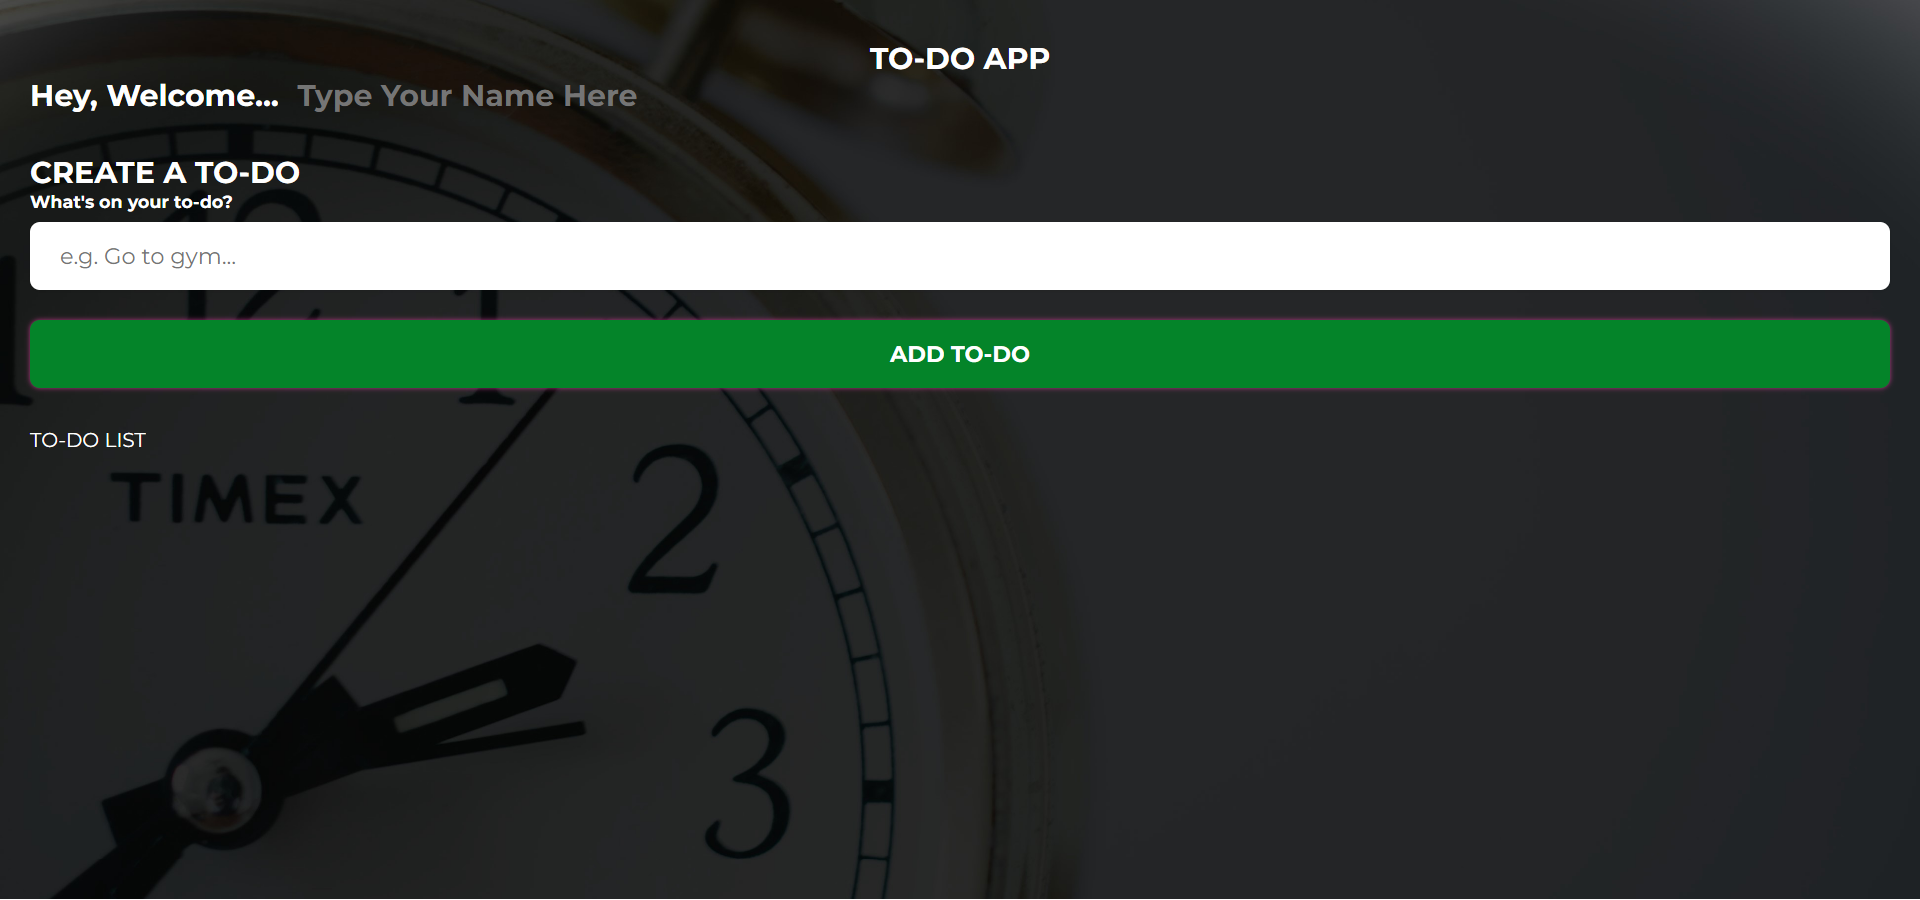 TO-DO APP
Hey, Welcome... Type Your Name Here
CREATE A TO-DO
What's on your to-do?
e.g. Go to gym...
ADD TO-DO
TO-DO LIST
12
1
1
TIMEX
2
3